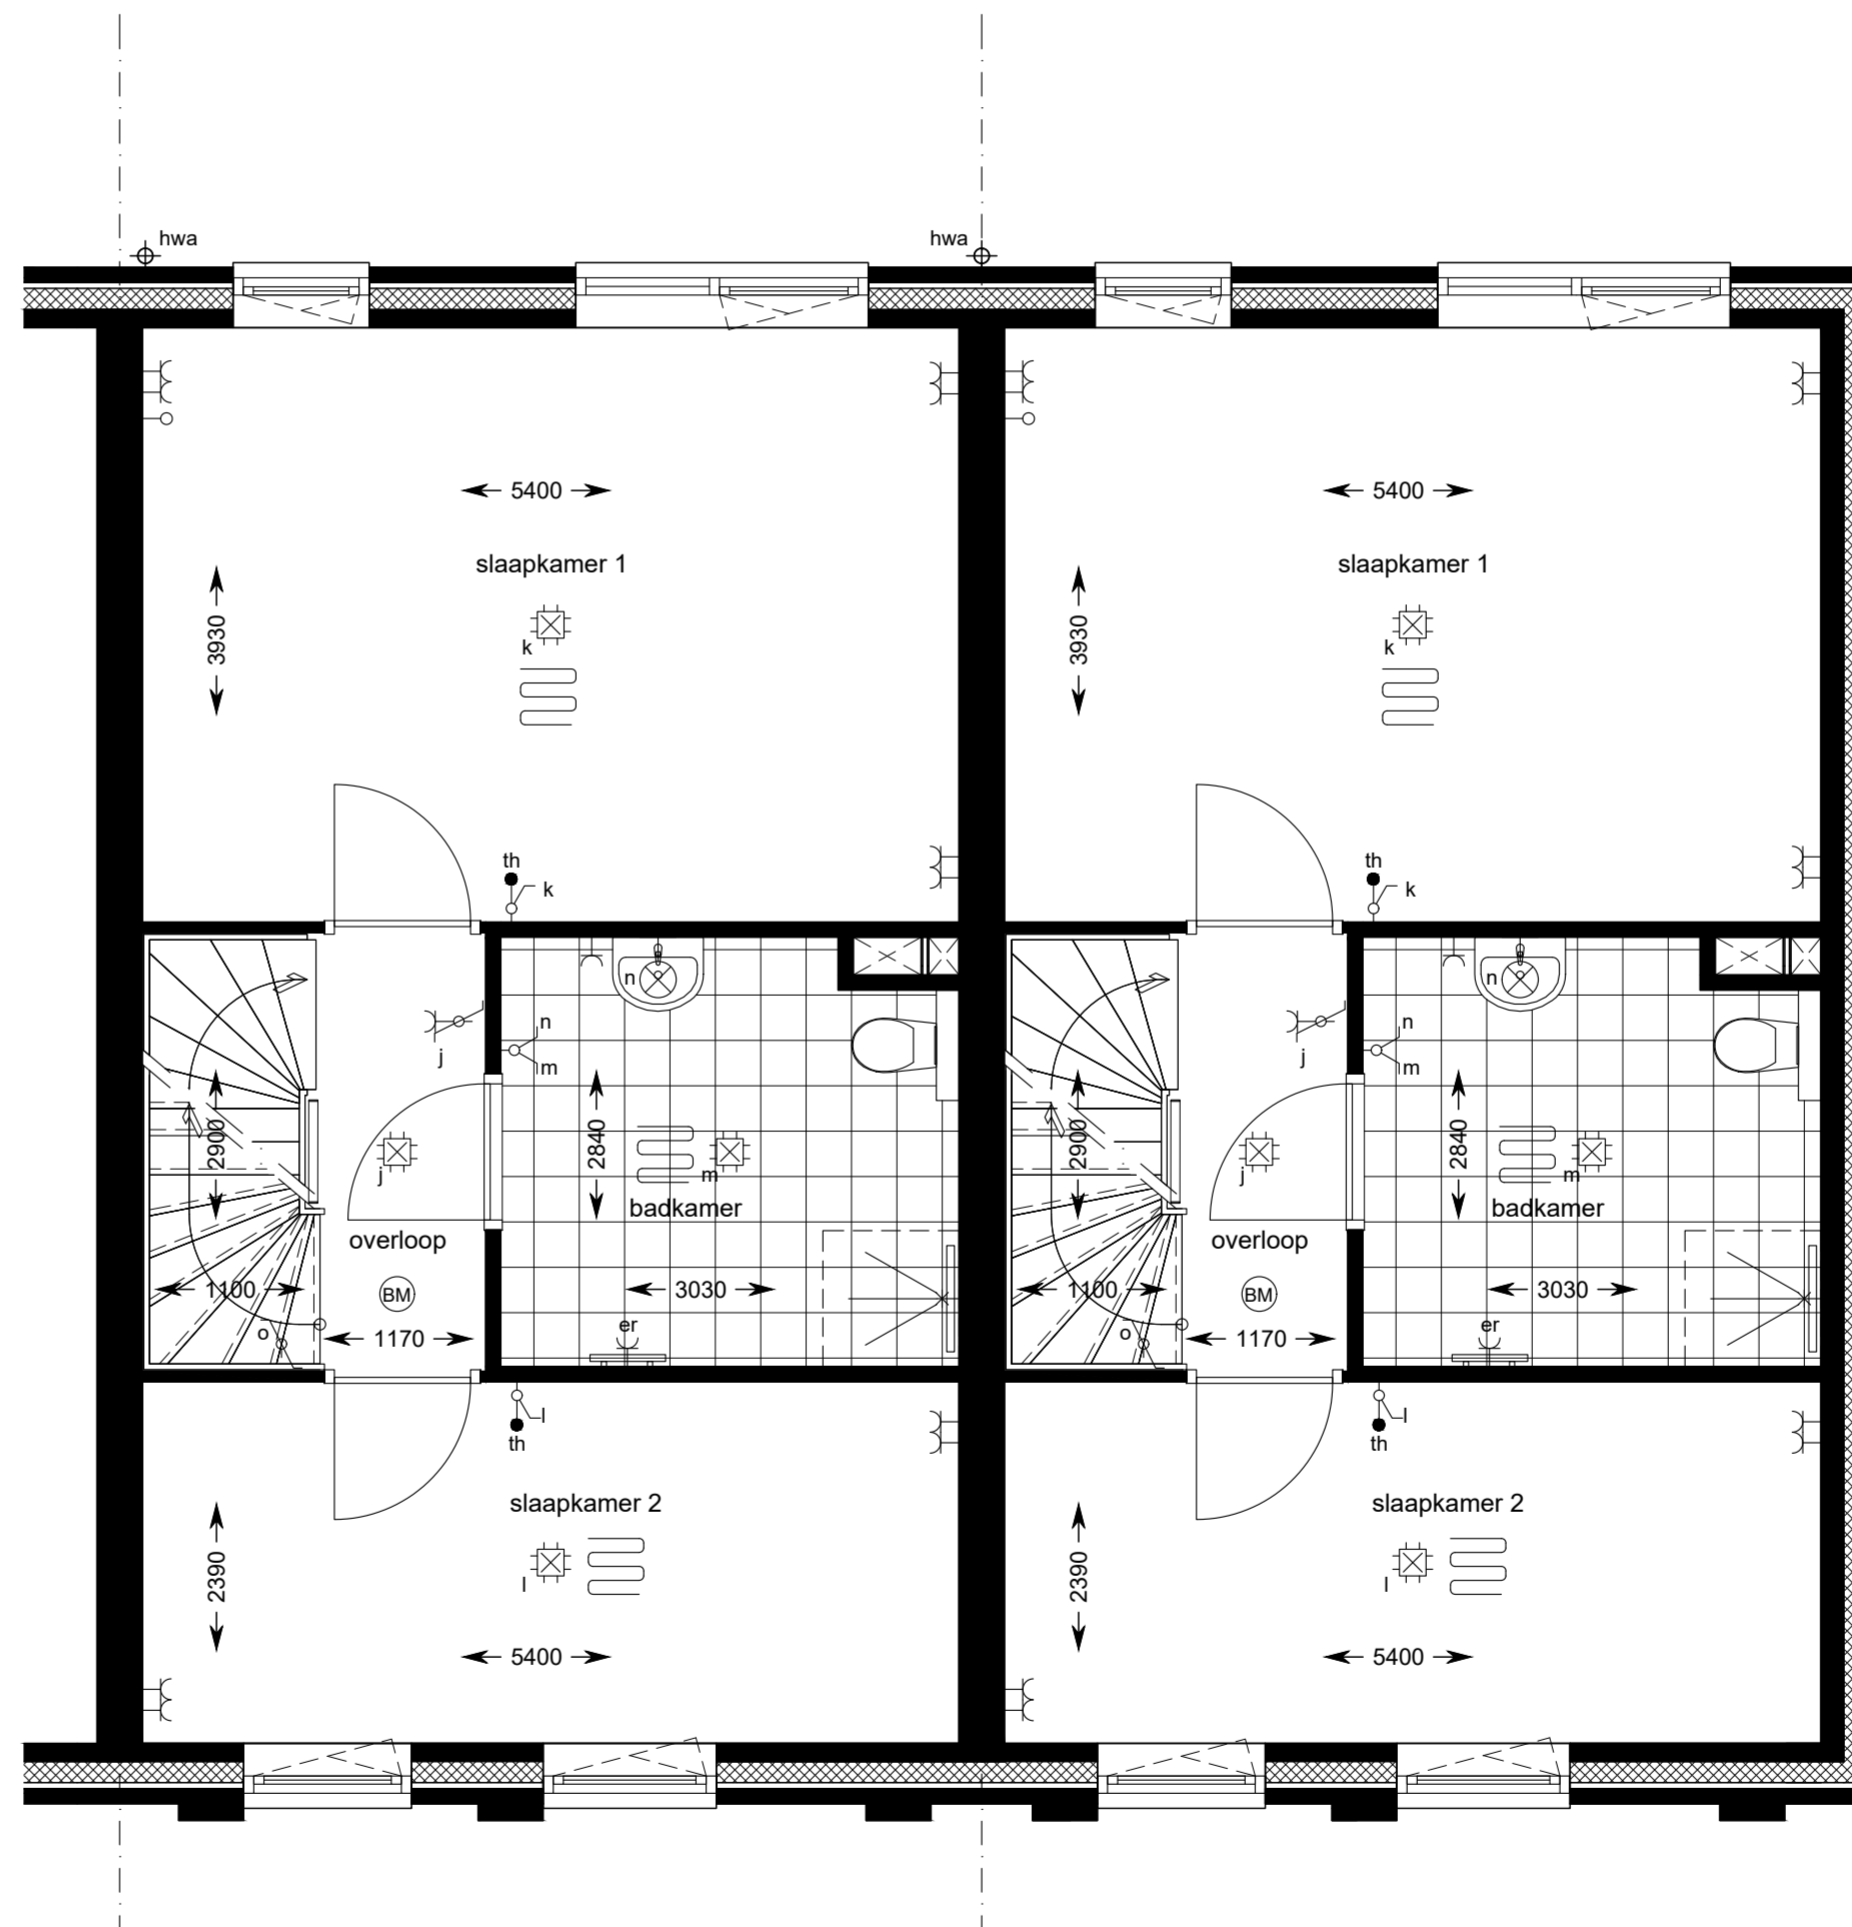 hwa hwa
5400 5400
slaapkamer 1 slaapkamer 1
3930 3930
k k
th th
k k
n n
n n
j m j m
2900 2840 2900 2840
j m j m
badkamer badkamer
overloop overloop
1100 BM 3030 1100 BM 3030
o 1170 er o 1170 er
l l
th th
slaapkamer 2 slaapkamer 2
2390 2390
l l
5400 5400